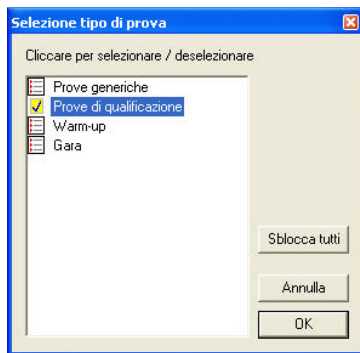 Selezione tipo di prova
Cliccare per selezionare / deselezionare
Prove generiche
Prove di qualificazione
Warm-up
Gara
Sblocca tutti
Annulla
OK